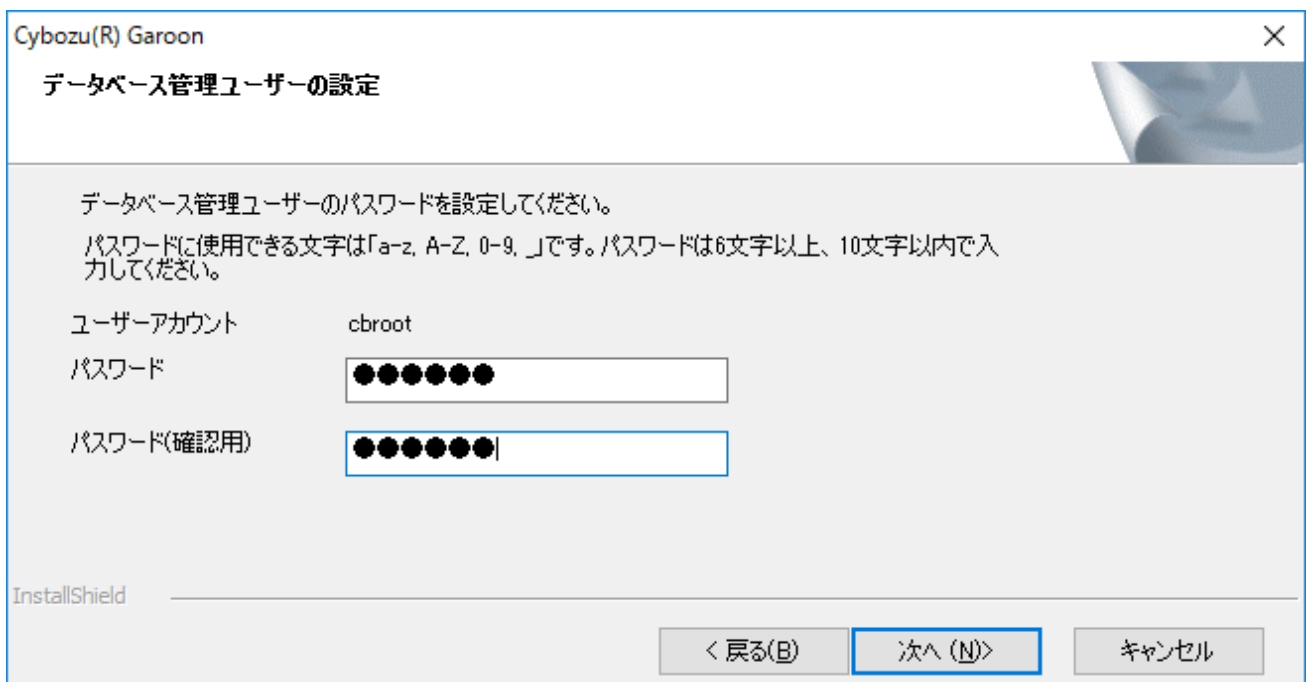 Cybozu(R) Garoon
データベース管理ユーザーの設定
データベース管理ユーザーのパスワードを設定してください。
パスワードに使用できる文字は「a-z, A-Z, 0-9, _」です。パスワードは6文字以上、10文字以内で入
力してください。
ユーザーアカウント cbroot
パスワード ●●●●●●
パスワード(確認用) ●●●●●●
InstallShield
< 戻る(B) 次へ (N)> キャンセル